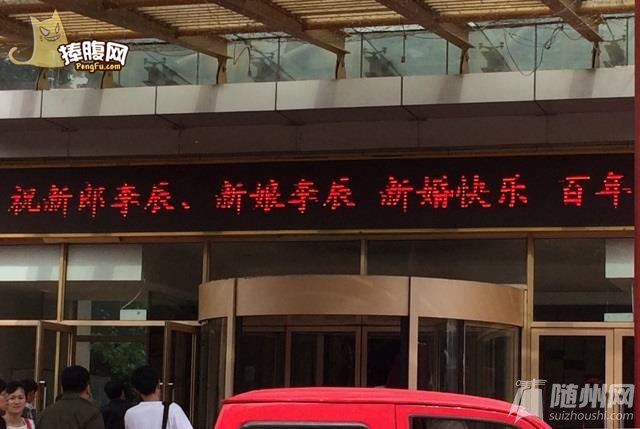 捧腹网
PengFu.com
祝新郎李辰、新娘李辰 新婚快乐 百年
随州网
suizhoushi.com